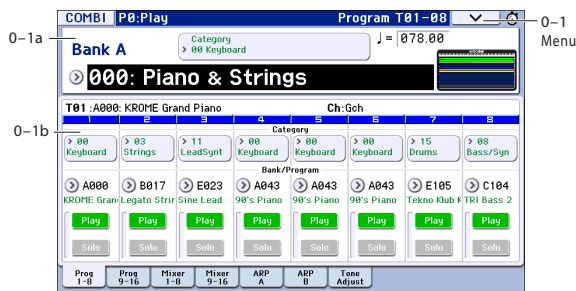 COMBI P0:Play Program T01-08
0-1
Menu
0-1a
Bank A
Category
> 00 Keyboard
♩= 078.00
000: Piano & Strings
T01 :A000: KROME Grand Piano Ch:Gch
1 2 3 4 5 6 7 8
0-1b
Category
> 00 > 03 > 11 > 00 > 00 > 00 > 15 > 08
Keyboard Strings LeadSynt Keyboard Keyboard Keyboard Drums Bass/Syn
Bank/Program
A000 B017 E023 A043 A043 A043 E105 C104
KROME Gran Legato Strin Sine Lead 90's Piano 90's Piano 90's Piano Tekno Klub K TRI Bass 2
Play Play Play Play Play Play Play Play
Solo Solo Solo Solo Solo Solo Solo Solo
Prog Prog Mixer Mixer ARP ARP Tone
1-8 9-16 1-8 9-16 A B Adjust